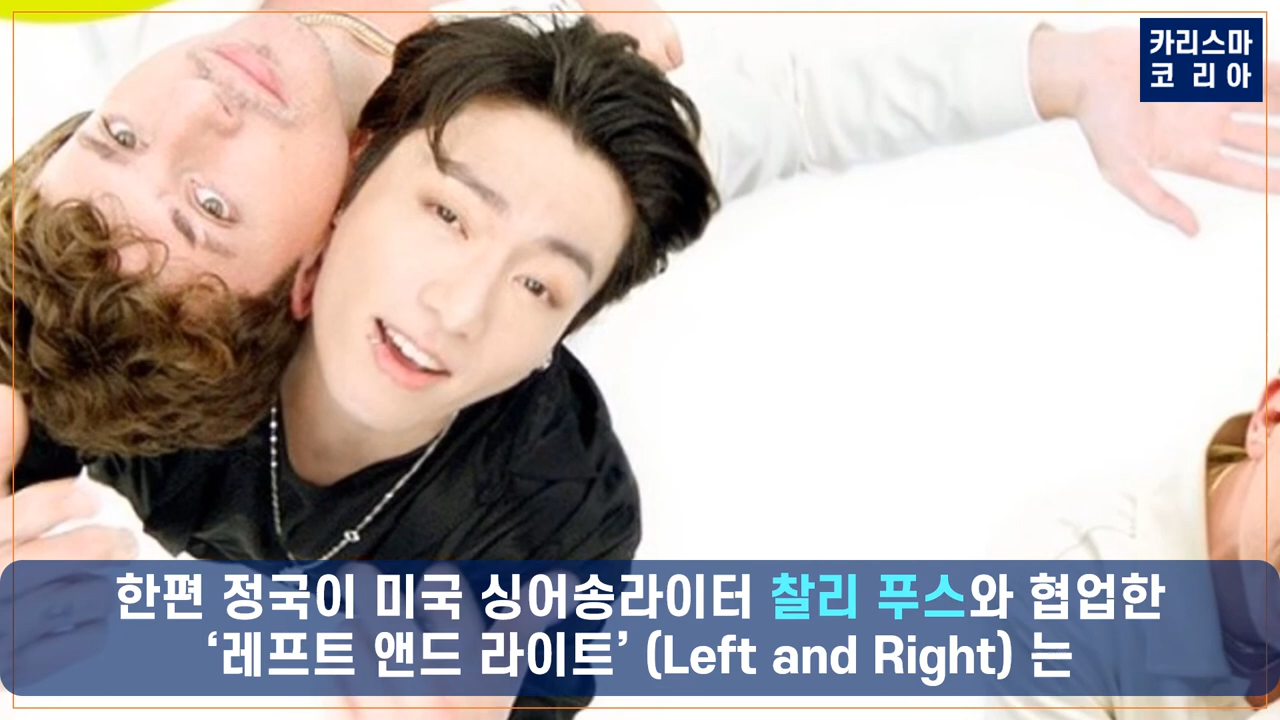 카리스마
코리아
한편 정국이 미국 싱어송라이터 찰리 푸스와 협업한
‘레프트 앤드 라이트’ (Left and Right) 는